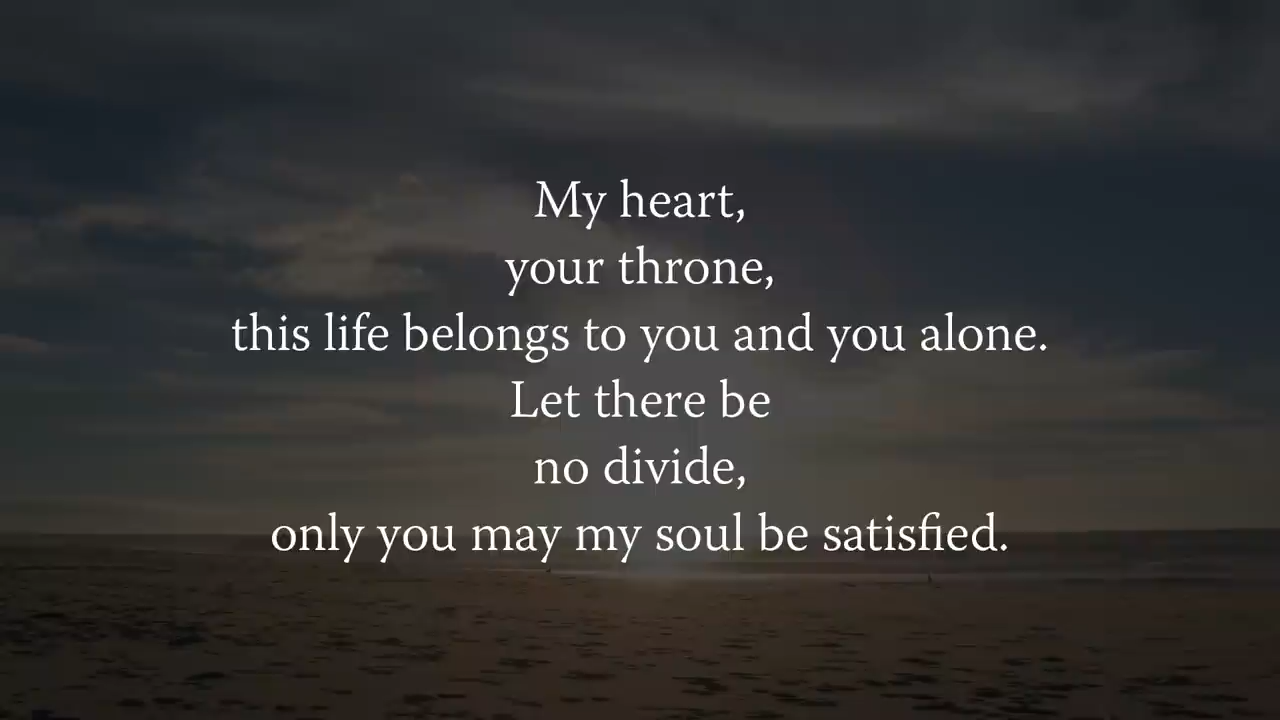 My heart,
your throne,
this life belongs to you and you alone.
Let there be
no divide,
only you may my soul be satisfied.